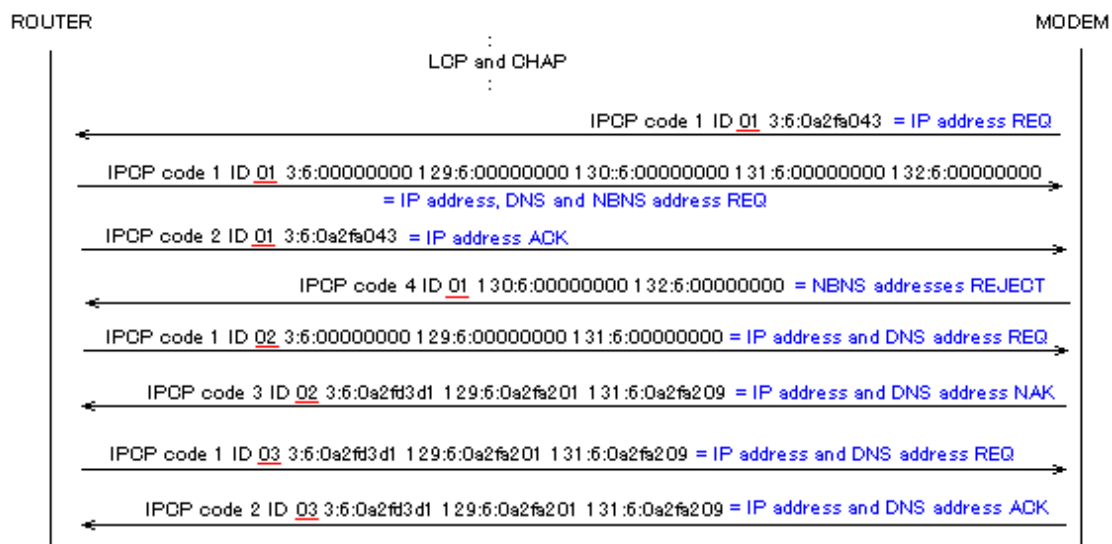 ROUTER
MODEM
:
LCP and CHAP
:
IPCP code 1 ID 01 3:6:0a2fa043 = IP address REQ
IPCP code 1 ID 01 3:6:00000000 129:6:00000000 130::6:00000000 131:6:00000000 132:6:00000000
= IP address, DNS and NBNS address REQ
IPCP code 2 ID 01 3:6:0a2fa043 = IP address ACK
IPCP code 4 ID 01 130:6:00000000 132:6:00000000 = NBNS addresses REJECT
IPCP code 1 ID 02 3:6:00000000 129:6:00000000 131:6:00000000 = IP address and DNS address REQ
IPCP code 3 ID 02 3:6:0a2fd3d1 129:6:0a2fa201 131:6:0a2fa209 = IP address and DNS address NAK
IPCP code 1 ID 03 3:6:0a2fd3d1 129:6:0a2fa201 131:6:0a2fa209 = IP address and DNS address REQ
IPCP code 2 ID 03 3:6:0a2fd3d1 129:6:0a2fa201 131:6:0a2fa209 = IP address and DNS address ACK